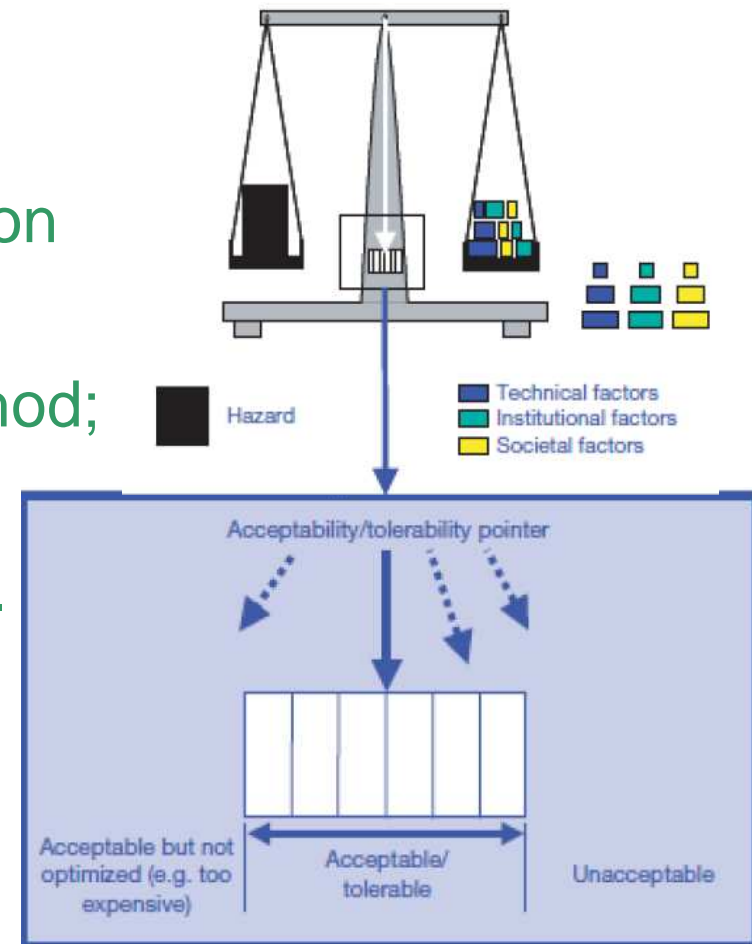 on
nod;
Hazard
Technical factors
Institutional factors
Societal factors
Acceptability/tolerability pointer
Acceptable but not
optimized (e.g. too
expensive)
Acceptable/
tolerable
Unacceptable